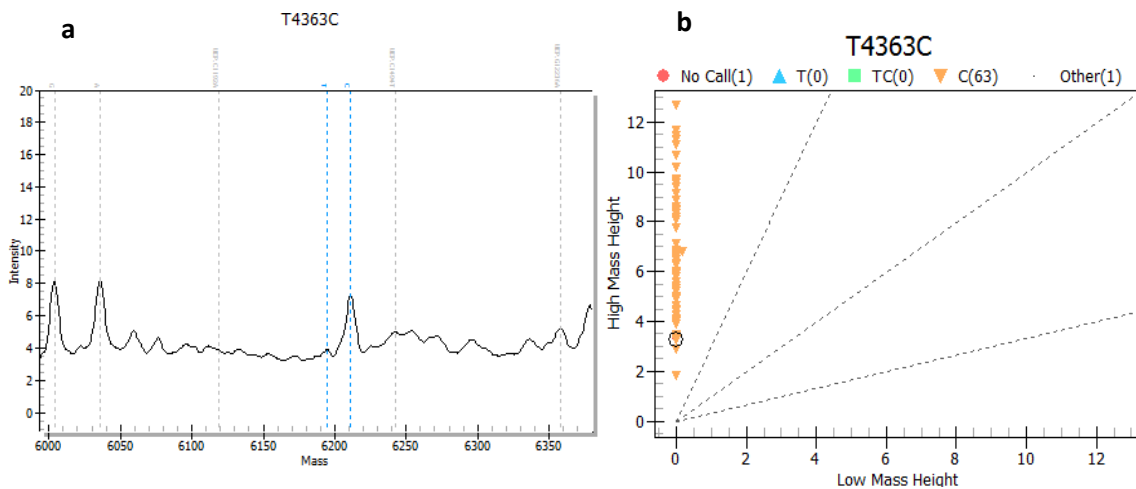 a
T4363C
G
A
T
C
20
18
16
14
12
10
8
6
4
2
0
Intensity
6000 6050 6100 6150 6200 6250 6300 6350
Mass
b
T4363C
No Call(1) T(0) TC(0) C(63) Other(1)
12
10
8
6
4
2
0
High Mass Height
0 2 4 6 8 10 12
Low Mass Height